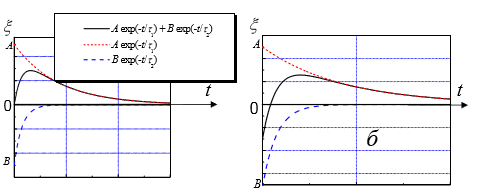 ξ
A
A exp(-t/τ₁) + B exp(-t/τ₂)
A exp(-t/τ₁)
B exp(-t/τ₂)
0
t
B
ξ
A
0
t
б
B